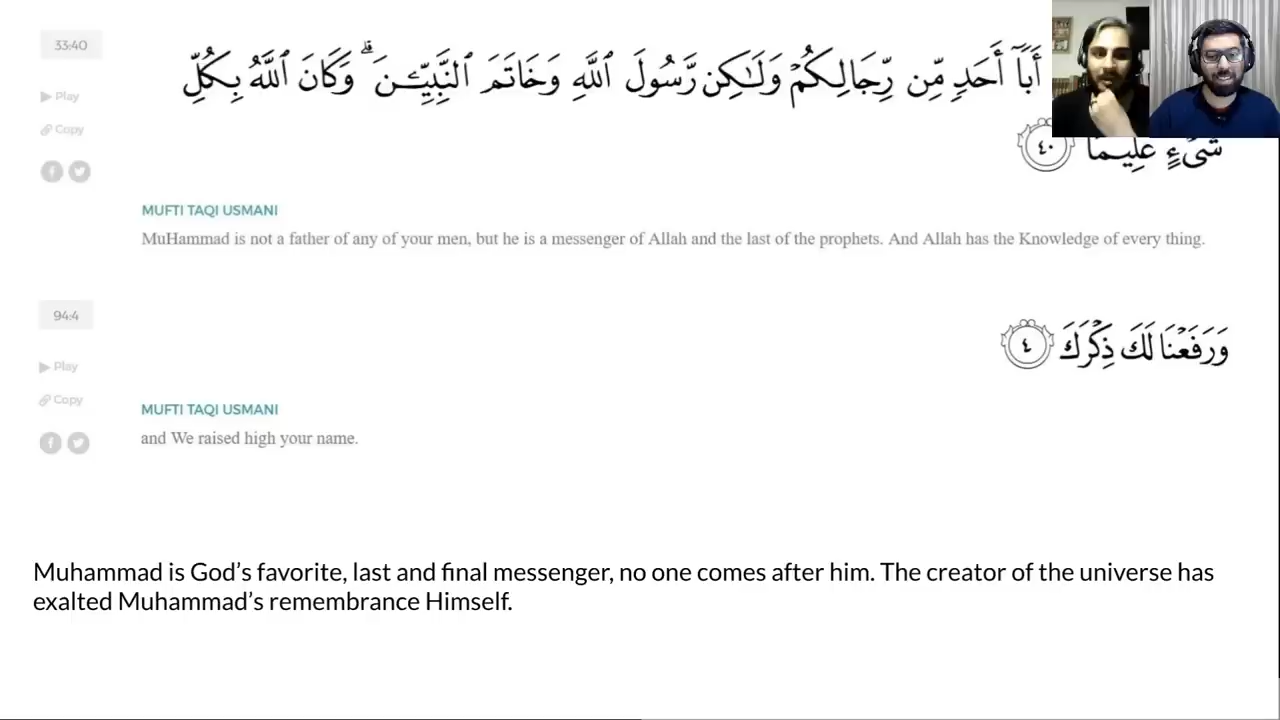 33:40
أَبَآ أَحَدٍ مِّن رِّجَالِكُمْ وَلَـٰكِن رَّسُولَ ٱللَّهِ وَخَاتَمَ ٱلنَّبِيِّـۧنَ ۗ وَكَانَ ٱللَّهُ بِكُلِّ
شَىْءٍ عَلِيمًا ٤٠
Play
Copy
MUFTI TAQI USMANI
MuHammad is not a father of any of your men, but he is a messenger of Allah and the last of the prophets. And Allah has the Knowledge of every thing.
94:4
وَرَفَعْنَا لَكَ ذِكْرَكَ ٤
Play
Copy
MUFTI TAQI USMANI
and We raised high your name.
Muhammad is God’s favorite, last and final messenger, no one comes after him. The creator of the universe has
exalted Muhammad’s remembrance Himself.